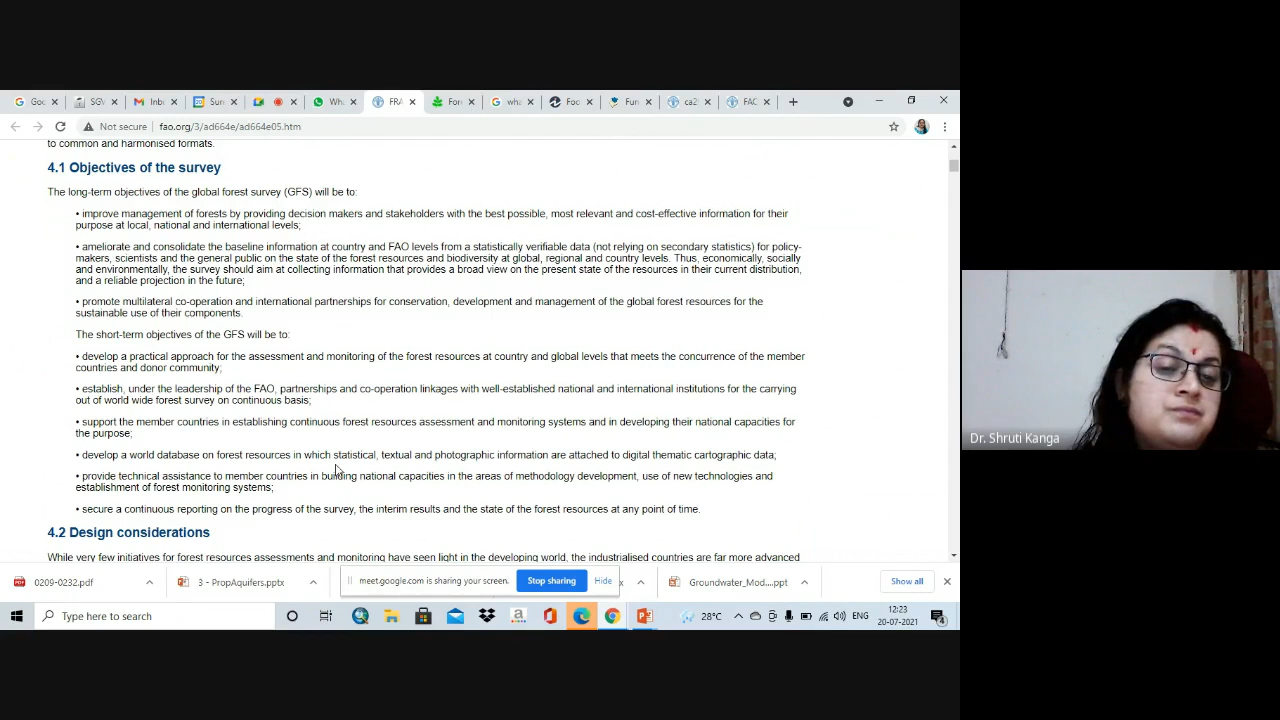 Goc
SGV
Inbo
Sur
Wha
FRA
For
wha
Foo
Fun
ca2
FAC
Not secure
fao.org/3/ad664e/ad664e05.htm
to common and harmonised formats.
4.1 Objectives of the survey
The long-term objectives of the global forest survey (GFS) will be to:
• improve management of forests by providing decision makers and stakeholders with the best possible, most relevant and cost-effective information for their
purpose at local, national and international levels;
• ameliorate and consolidate the baseline information at country and FAO levels from a statistically verifiable data (not relying on secondary statistics) for policy-
makers, scientists and the general public on the state of the forest resources and biodiversity at global, regional and country levels. Thus, economically, socially
and environmentally, the survey should aim at collecting information that provides a broad view on the present state of the resources in their current distribution,
and a reliable projection in the future;
• promote multilateral co-operation and international partnerships for conservation, development and management of the global forest resources for the
sustainable use of their components.
The short-term objectives of the GFS will be to:
• develop a practical approach for the assessment and monitoring of the forest resources at country and global levels that meets the concurrence of the member
countries and donor community;
• establish, under the leadership of the FAO, partnerships and co-operation linkages with well-established national and international institutions for the carrying
out of world wide forest survey on continuous basis;
• support the member countries in establishing continuous forest resources assessment and monitoring systems and in developing their national capacities for
the purpose;
• develop a world database on forest resources in which statistical, textual and photographic information are attached to digital thematic cartographic data;
• provide technical assistance to member countries in building national capacities in the areas of methodology development, use of new technologies and
establishment of forest monitoring systems;
• secure a continuous reporting on the progress of the survey, the interim results and the state of the forest resources at any point of time.
4.2 Design considerations
While very few initiatives for forest resources assessments and monitoring have seen light in the developing world, the industrialised countries are far more advanced
Dr. Shruti Kanga
0209-0232.pdf
3 - PropAquifers.pptx
meet.google.com is sharing your screen.
Stop sharing
Hide
Groundwater_Mod....ppt
Show all
Type here to search
28°C
ENG
12:23
20-07-2021